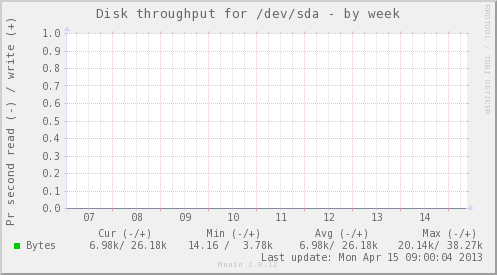 Disk throughput for /dev/sda - by week
RRDTOOL / TOBI OETIKER
Pr second read (-) / write (+)
1.0
0.9
0.8
0.7
0.6
0.5
0.4
0.3
0.2
0.1
0.0
07 08 09 10 11 12 13 14
Cur (-/+) Min (-/+) Avg (-/+) Max (-/+)
Bytes 6.98k/ 26.18k 14.16 / 3.78k 6.98k/ 26.18k 20.14k/ 38.27k
Last update: Mon Apr 15 09:00:04 2013
Munin 2.0.12